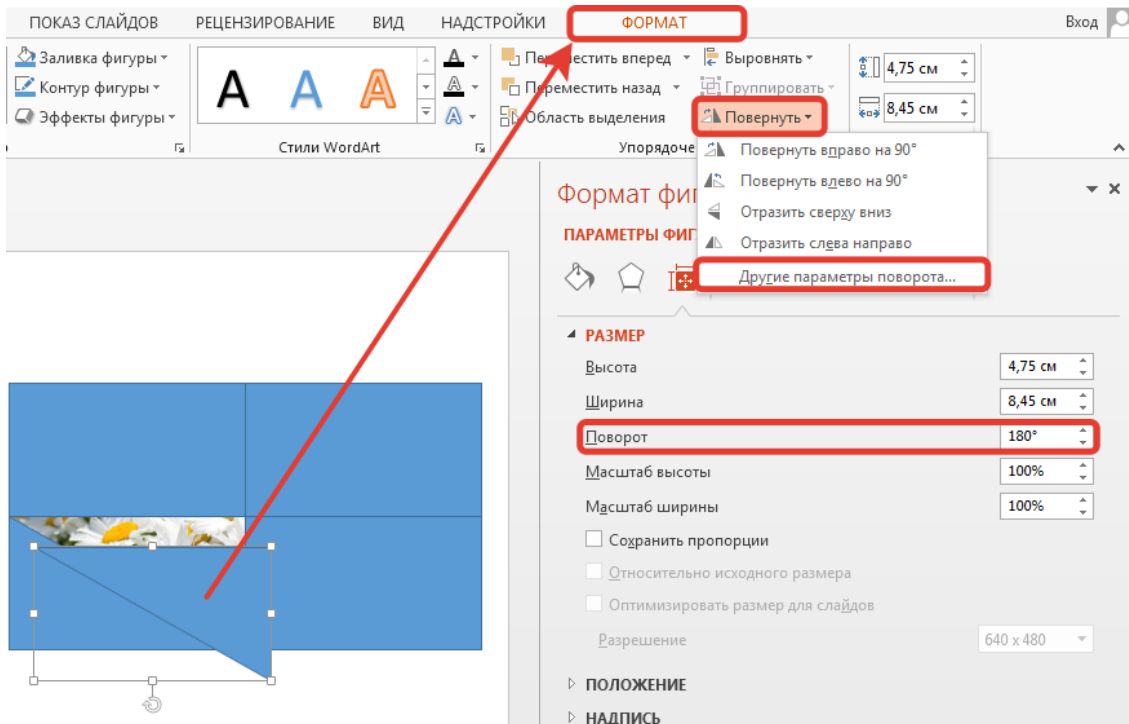 ПОКАЗ СЛАЙДОВ РЕЦЕНЗИРОВАНИЕ ВИД НАДСТРОЙКИ ФОРМАТ Вход
Заливка фигуры
Контур фигуры
Эффекты фигуры
A A A
A
A
A
Стили WordArt
Переместить вперед
Переместить назад
Область выделения
Выровнять
Группировать
Повернуть
Упорядоче
4,75 см
8,45 см
Повернуть вправо на 90°
Повернуть влево на 90°
Отразить сверху вниз
Отразить слева направо
Другие параметры поворота...
Формат фиг
ПАРАМЕТРЫ ФИГ
РАЗМЕР
Высота 4,75 см
Ширина 8,45 см
Поворот 180°
Масштаб высоты 100%
Масштаб ширины 100%
Сохранить пропорции
Относительно исходного размера
Оптимизировать размер для слайдов
Разрешение 640 x 480
ПОЛОЖЕНИЕ
НАДПИСЬ